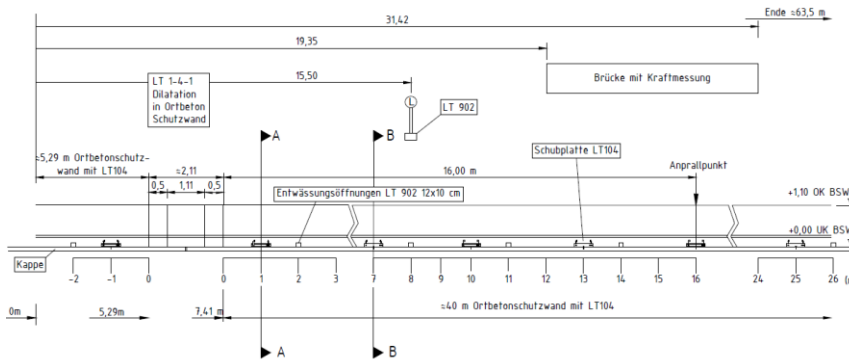 Ende ≈63,5 m
31,42
19,35
15,50
LT 1-4-1
Dilatation
in Ortbeton
Schutzwand
Brücke mit Kraftmessung
L
LT 902
A
B
≈5,29 m Ortbetonschutz-
wand mit LT104
≈2,11
16,00 m
Schubplatte LT104
Anprallpunkt
0,5
1,11
0,5
Entwässungsöffnungen LT 902 12x10 cm
+1,10 OK BSW
+0,00 UK BSW
Kappe
-2 -1 0 0 1 2 3 7 8 9 10 11 12 13 14 15 16 24 25 26
0m
5,29m
7,41 m
≈40 m Ortbetonschutzwand mit LT104
A
B